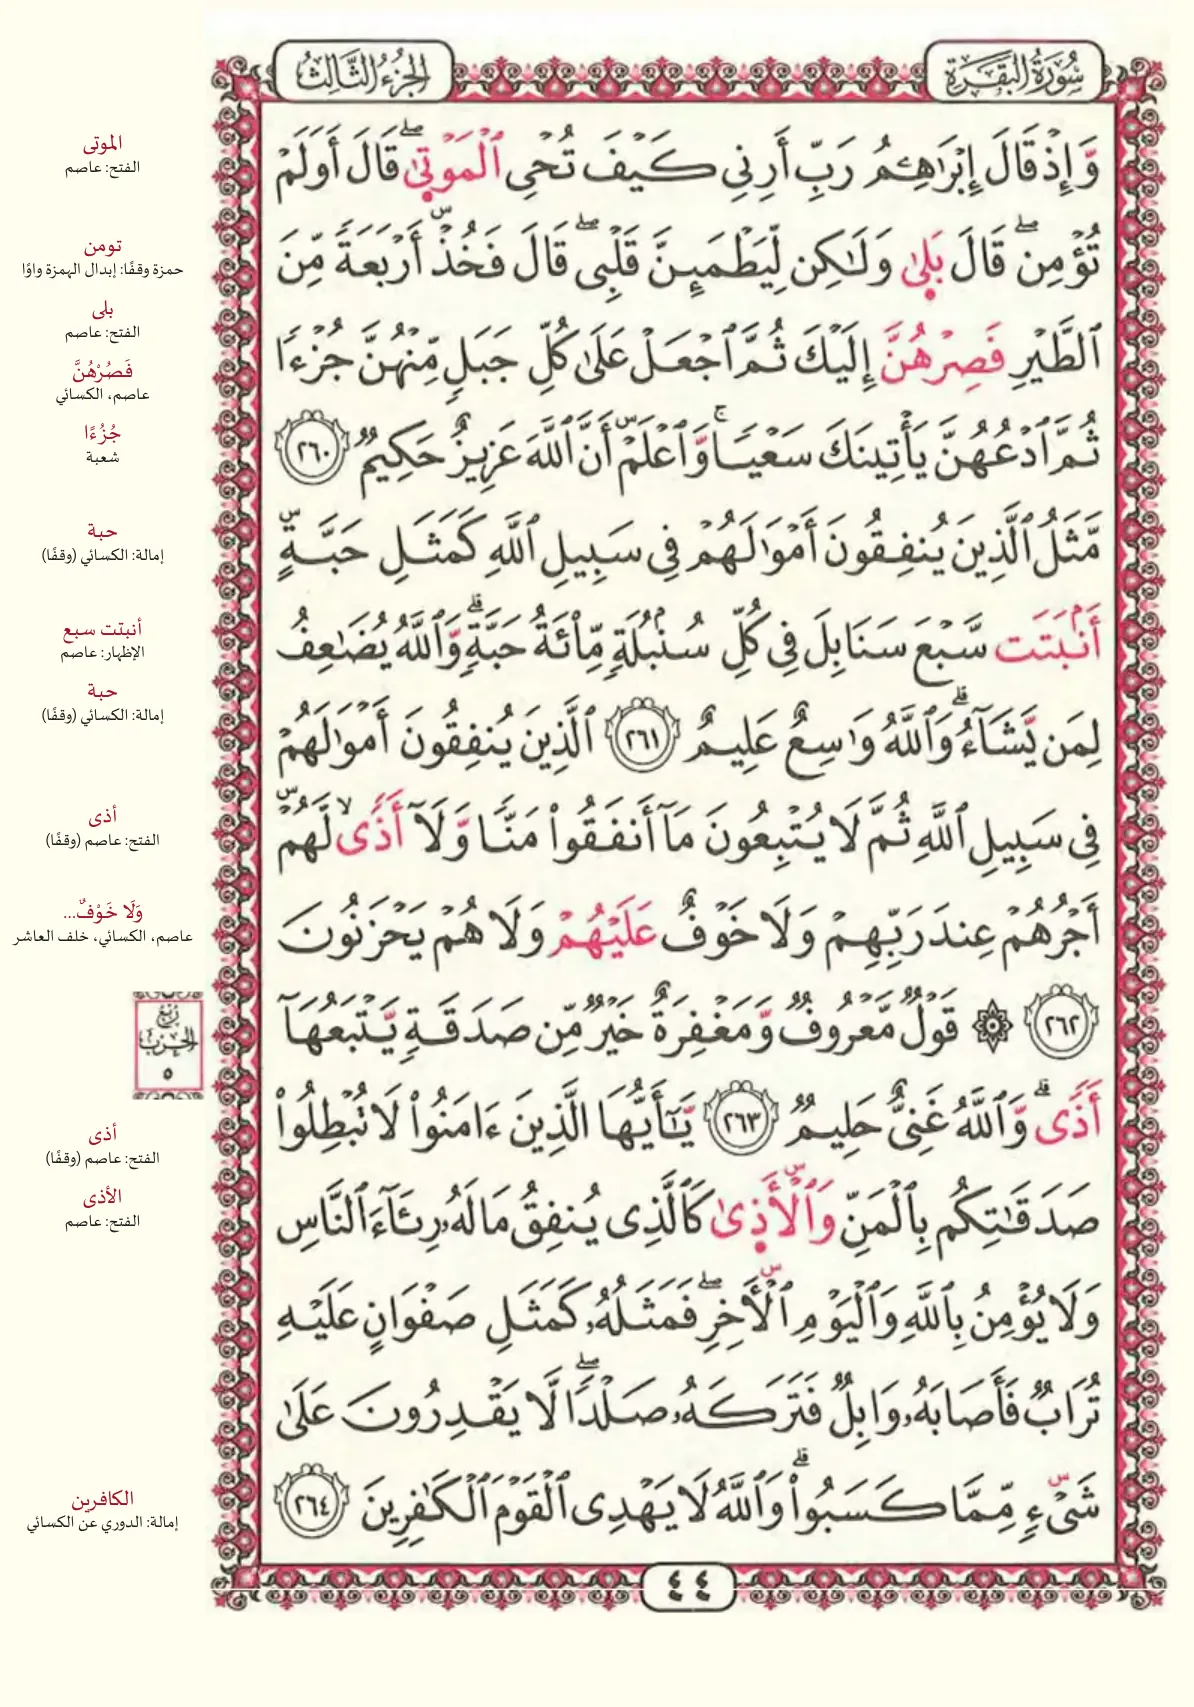 سُورَةُ البَقَرَةِ
الجُزْءُ الثَّالِثُ
وَّإِذْ قَالَ إِبْرَٰهِـۧمُ رَبِّ أَرِنِى كَيْفَ تُحْىِ ٱلْمَوْتٜىٰۖ قَالَ أَوَلَمْ
تُؤْمِنۖ قَالَ بَلٜىٰ وَلَٰكِن لِّيَطْمَئِنَّ قَلْبِىۖ قَالَ فَخُذْ أَرْبَعَةً مِّنَ
ٱلطَّيْرِ فَصِرْهُنَّ إِلَيْكَ ثُمَّ ٱجْعَلْ عَلَىٰ كُلِّ جَبَلٍ مِّنْهُنَّ جُزْءًا
ثُمَّ ٱدْعُهُنَّ يَأْتِينَكَ سَعْيًاۚ وَّٱعْلَمْ أَنَّ ٱللَّهَ عَزِيزٌ حَكِيمٌ ٢٦٠
مَّثَلُ ٱلَّذِينَ يُنفِقُونَ أَمْوَٰلَهُمْ فِى سَبِيلِ ٱللَّهِ كَمَثَلِ حَبَّةٍ
أَنۢبَتَت سَّبْعَ سَنَابِلَ فِى كُلِّ سُنۢبُلَةٍ مِّا۟ئَةُ حَبَّةٍۗ وَّٱللَّهُ يُضَٰعِفُ
لِمَن يَّشَآءُۗ وَٱللَّهُ وَٰسِعٌ عَلِيمٌ ٢٦١ ٱلَّذِينَ يُنفِقُونَ أَمْوَٰلَهُمْ
فِى سَبِيلِ ٱللَّهِ ثُمَّ لَا يُتْبِعُونَ مَآ أَنفَقُوا۟ مَنًّا وَّلَآ أَذًىۙ لَّهُمْ
أَجْرُهُمْ عِندَ رَبِّهِمْ وَلَا خَوْفٌ عَلَيْهُمْ وَلَا هُمْ يَحْزَنُونَ
٢٦٢ ۞ قَوْلٌ مَّعْرُوفٌ وَّمَغْفِرَةٌ خَيْرٌ مِّن صَدَقَةٍ يَّتْبَعُهَآ
أَذًىۗ وَّٱللَّهُ غَنِىٌّ حَلِيمٌ ٢٦٣ يَّٰٓأَيُّهَا ٱلَّذِينَ ءَامَنُوا۟ لَا تُبْطِلُوا۟
صَدَقَٰتِكُم بِٱلْمَنِّ وَٱلْأَذٜىٰ كَٱلَّذِى يُنفِقُ مَالَهُۥ رِئَآءَ ٱلنَّاسِ
وَلَا يُؤْمِنُ بِٱللَّهِ وَٱلْيَوْمِ ٱلْأَخِرِۖ فَمَثَلُهُۥ كَمَثَلِ صَفْوَانٍ عَلَيْهِ
تُرَابٌ فَأَصَابَهُۥ وَابِلٌ فَتَرَكَهُۥ صَلْدًاۖ لَّا يَقْدِرُونَ عَلَىٰ
شَىْءٍ مِّمَّا كَسَبُوا۟ۗ وَٱللَّهُ لَا يَهْدِى ٱلْقَوْمَ ٱلْكَٰفِرِينَ ٢٦٤
٤٤
الموتى
الفتح: عاصم
تومن
حمزة وقفًا: إبدال الهمزة واوًا
بلى
الفتح: عاصم
فَصُرْهُنَّ
عاصم، الكسائي
جُزُءًا
شعبة
حبة
إمالة: الكسائي (وقفًا)
أنبتت سبع
الإظهار: عاصم
حبة
إمالة: الكسائي (وقفًا)
أذى
الفتح: عاصم (وقفًا)
وَلَا خَوْفٌ...
عاصم، الكسائي، خلف العاشر
رُبْعُ
الحِزْبِ
٥
أذى
الفتح: عاصم (وقفًا)
الأذى
الفتح: عاصم
الكافرين
إمالة: الدوري عن الكسائي